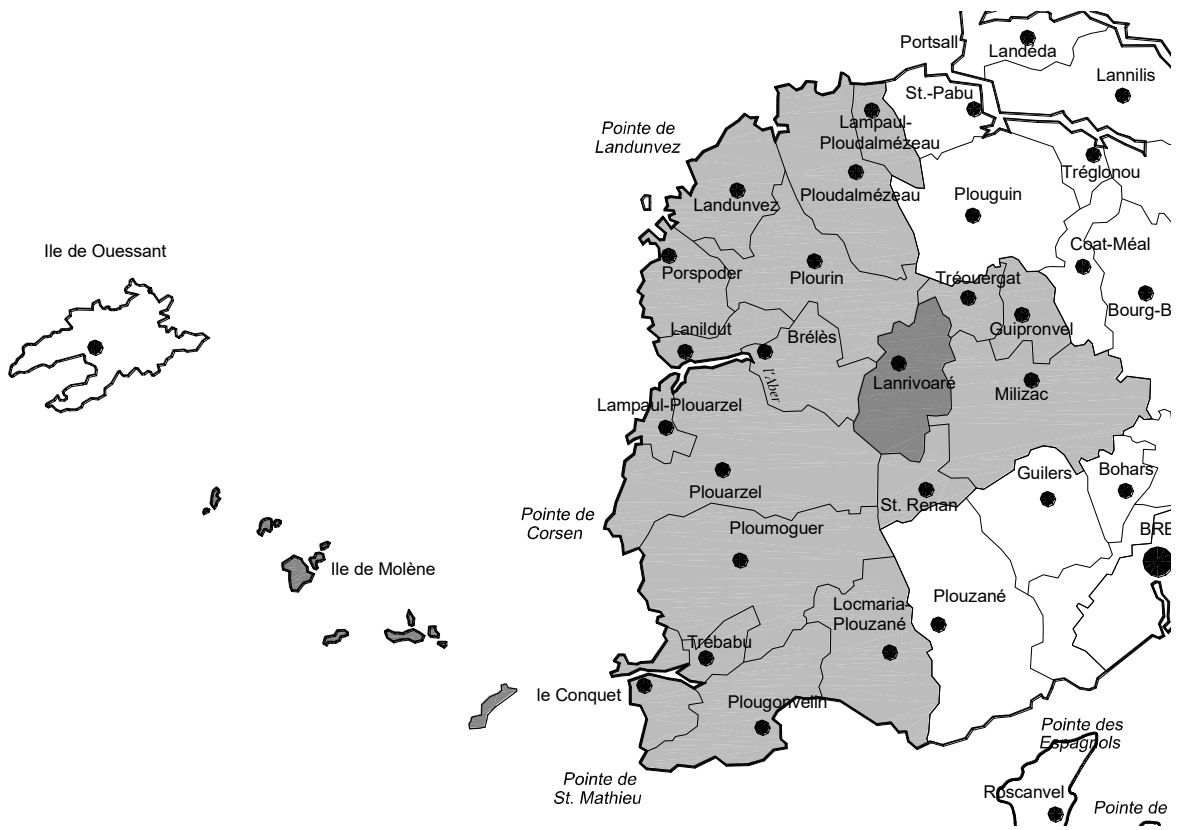 Portsall
Landéda
Lannilis
St.-Pabu
Lampaul-
Ploudalmézeau
Pointe de
Landunvez
Tréglonou
Ploudalmézeau
Plouguin
Landunvez
Ile de Ouessant
Coat-Méal
Porspoder
Plourin
Tréouergat
Bourg-B
Lanildut
Guipronvel
Brélès
l'Aber
Lanrivoaré
Milizac
Lampaul-Plouarzel
Guilers
Bohars
Plouarzel
St. Renan
Pointe de
Corsen
Ploumoguer
BRE
Ile de Molène
Locmaria-
Plouzané
Plouzané
Trébabu
le Conquet
Plougonvelin
Pointe des
Espagnols
Pointe de
St. Mathieu
Roscanvel
Pointe de